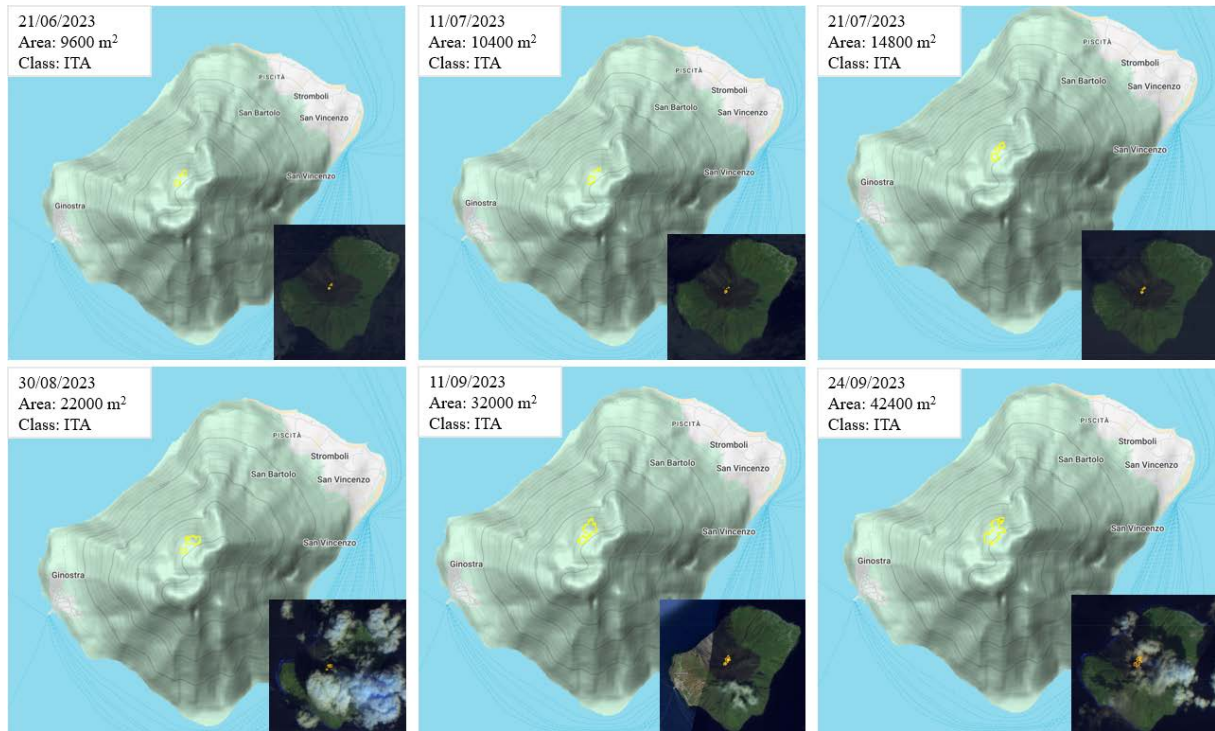 21/06/2023
Area: 9600 m²
Class: ITA
PISCITÀ
Stromboli
San Bartolo
San Vincenzo
San Vincenzo
Ginostra
11/07/2023
Area: 10400 m²
Class: ITA
PISCITÀ
Stromboli
San Bartolo
San Vincenzo
San Vincenzo
Ginostra
21/07/2023
Area: 14800 m²
Class: ITA
PISCITÀ
Stromboli
San Bartolo
San Vincenzo
San Vincenzo
Ginostra
30/08/2023
Area: 22000 m²
Class: ITA
PISCITÀ
Stromboli
San Bartolo
San Vincenzo
San Vincenzo
Ginostra
11/09/2023
Area: 32000 m²
Class: ITA
PISCITÀ
Stromboli
San Bartolo
San Vincenzo
San Vincenzo
Ginostra
24/09/2023
Area: 42400 m²
Class: ITA
PISCITÀ
Stromboli
San Bartolo
San Vincenzo
San Vincenzo
Ginostra